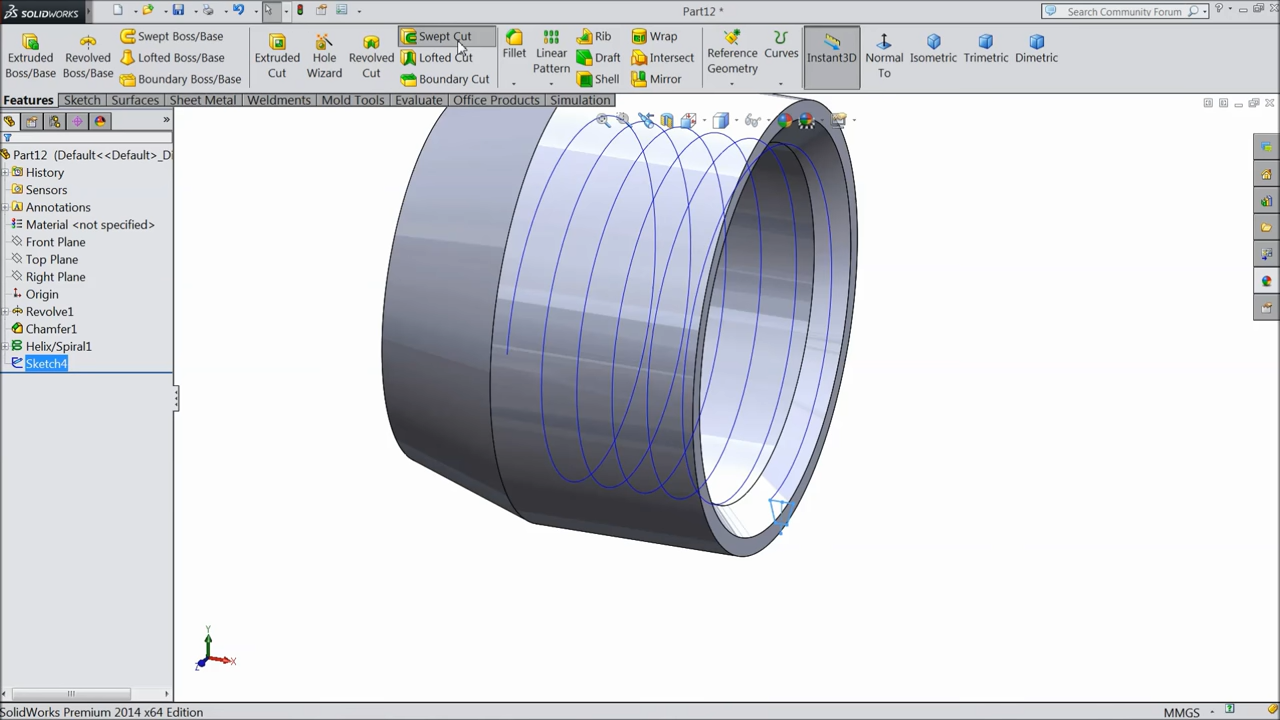 SOLIDWORKS
Part12 *
Search Community Forum
Extruded Boss/Base
Revolved Boss/Base
Swept Boss/Base
Lofted Boss/Base
Boundary Boss/Base
Extruded Cut
Hole Wizard
Revolved Cut
Swept Cut
Lofted Cut
Boundary Cut
Fillet
Linear Pattern
Rib
Draft
Shell
Wrap
Intersect
Mirror
Reference Geometry
Curves
Instant3D
Normal To
Isometric
Trimetric
Dimetric
Features
Sketch
Surfaces
Sheet Metal
Weldments
Mold Tools
Evaluate
Office Products
Simulation
Part12 (Default<<Default>_Di
History
Sensors
Annotations
Material <not specified>
Front Plane
Top Plane
Right Plane
Origin
Revolve1
Chamfer1
Helix/Spiral1
Sketch4
Y
X
Z
SolidWorks Premium 2014 x64 Edition
MMGS